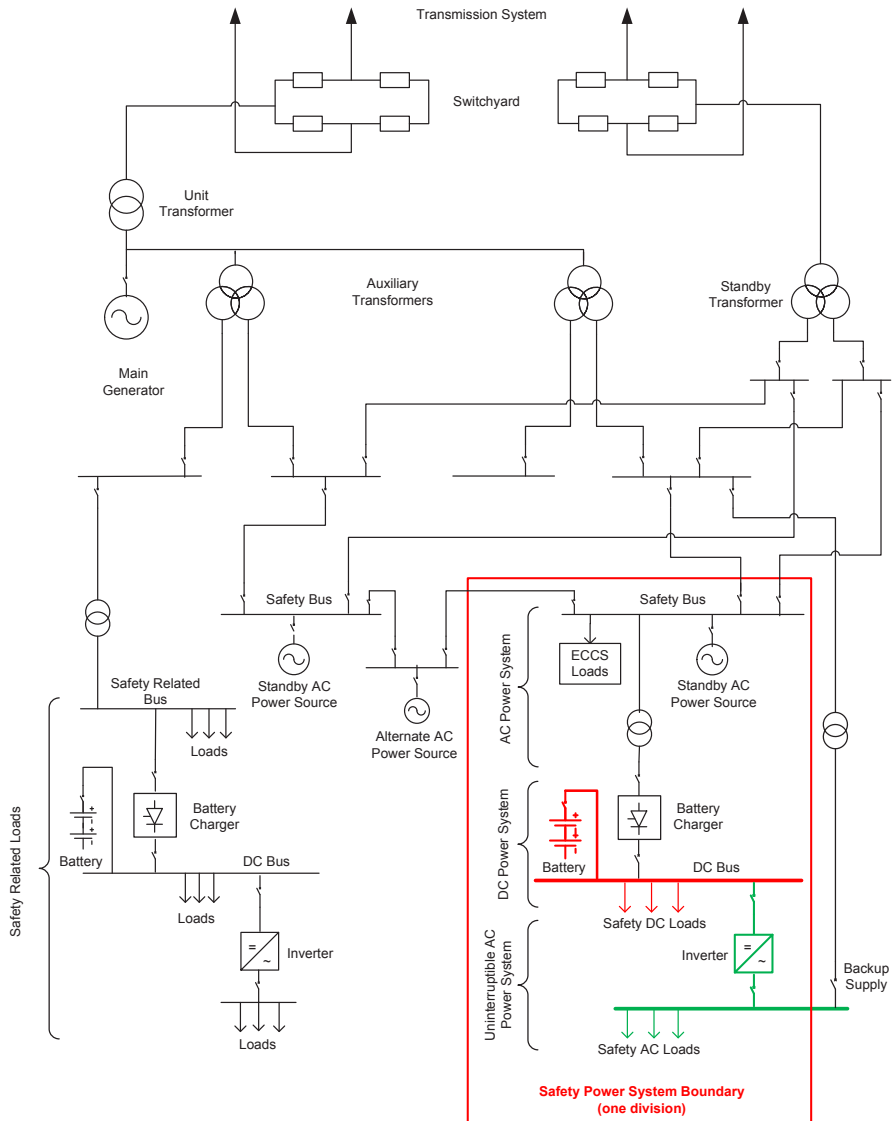 Transmission System
Switchyard
Unit
Transformer
Auxiliary
Transformers
Standby
Transformer
Main
Generator
Safety Bus
Safety Bus
ECCS
Loads
Standby AC
Power Source
Standby AC
Power Source
Alternate AC
Power Source
AC Power System
Safety Related
Bus
Loads
Safety Related Loads
Battery
Charger
Battery
DC Bus
Loads
Inverter
=
~
Loads
DC Power System
Battery
Charger
Battery
DC Bus
Safety DC Loads
Uninterruptible AC
Power System
Inverter
=
~
Backup
Supply
Safety AC Loads
Safety Power System Boundary
(one division)